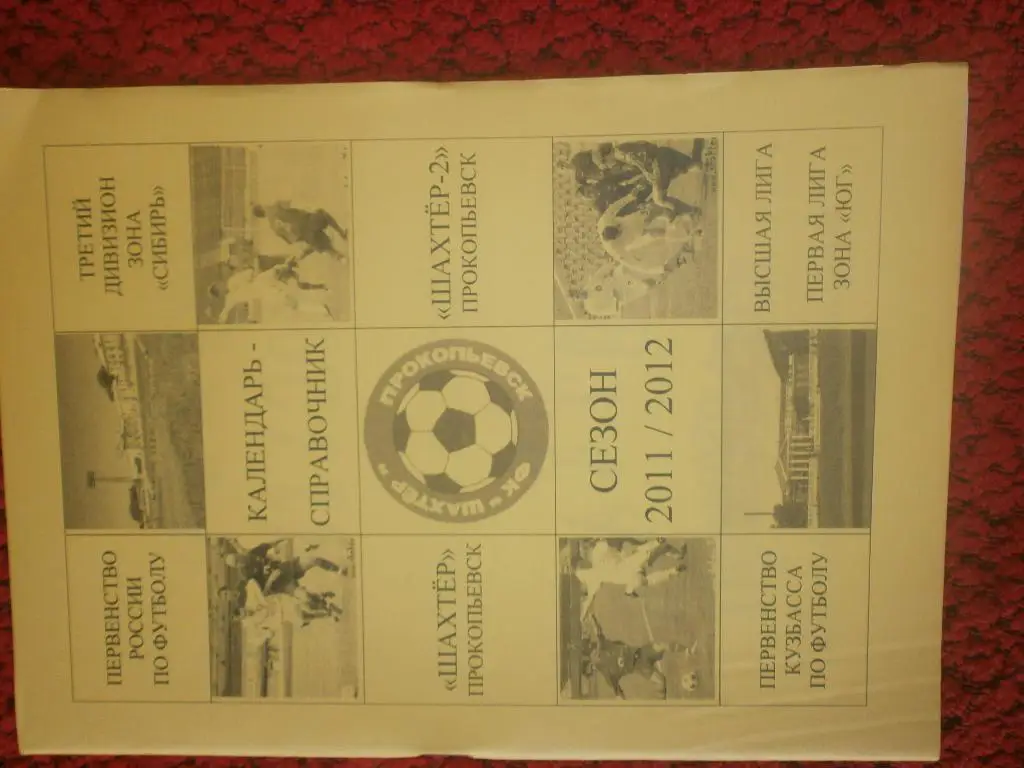 ПЕРВЕНСТВО
РОССИИ
ПО ФУТБОЛУ
ТРЕТИЙ
ДИВИЗИОН
ЗОНА
«СИБИРЬ»
КАЛЕНДАРЬ -
СПРАВОЧНИК
«ШАХТЁР»
ПРОКОПЬЕВСК
ПРОКОПЬЕВСК
ФК "ШАХТЁР"
«ШАХТЁР-2»
ПРОКОПЬЕВСК
СЕЗОН
2011 / 2012
ПЕРВЕНСТВО
КУЗБАССА
ПО ФУТБОЛУ
ВЫСШАЯ ЛИГА
ПЕРВАЯ ЛИГА
ЗОНА «ЮГ»